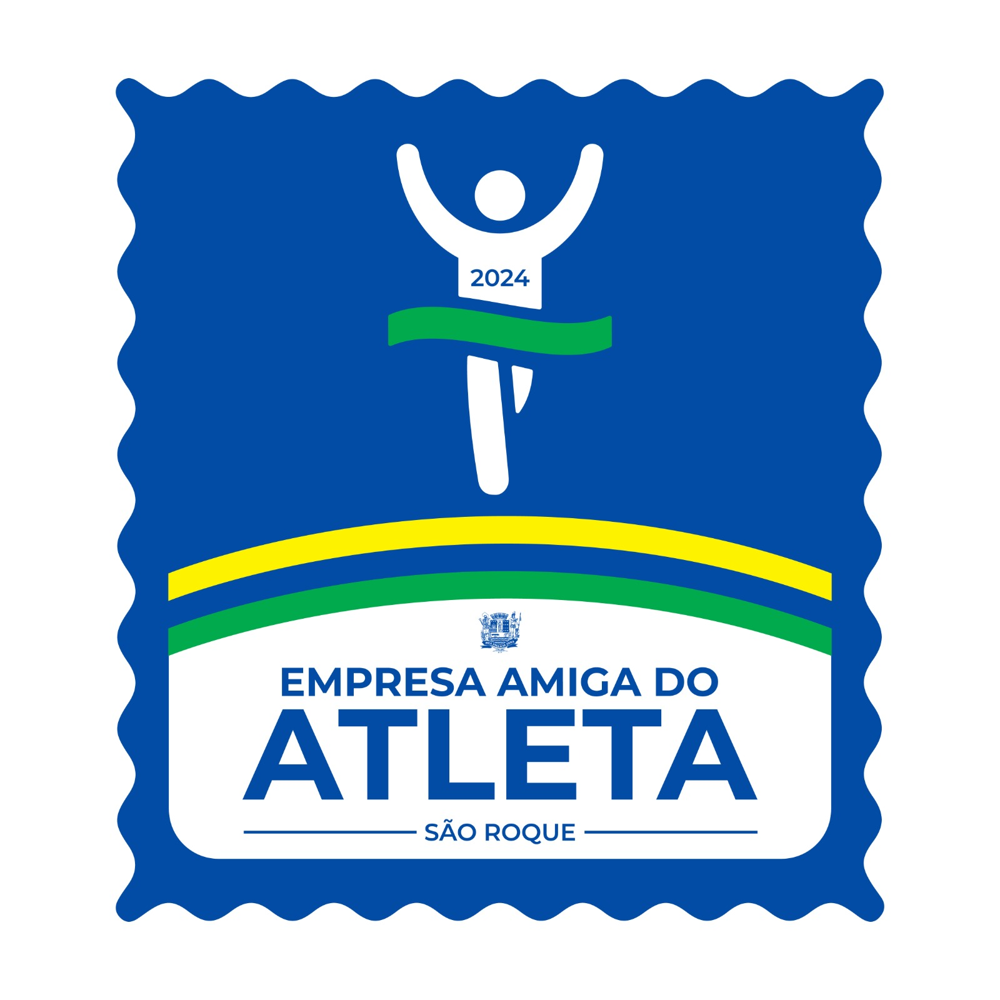 2024
EMPRESA AMIGA DO
ATLETA
SÃO ROQUE